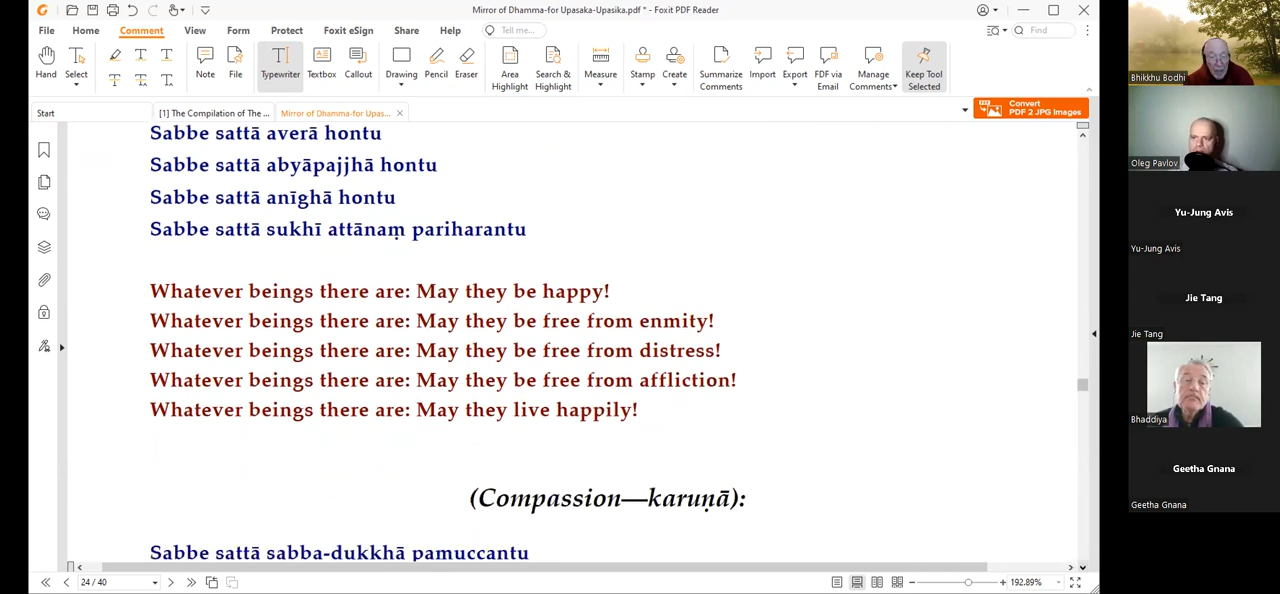 Mirror of Dhamma-for Upasaka-Upasika.pdf * - Foxit PDF Reader
File Home Comment View Form Protect Foxit eSign Share Help Tell me... Find
Hand Select Note File Typewriter Textbox Callout Drawing Pencil Eraser Area Highlight Search & Highlight Measure Stamp Create Summarize Comments Import Export FDF via Email Manage Comments Keep Tool Selected
Start [1] The Compilation of The ... Mirror of Dhamma-for Upas... Convert PDF 2 JPG Images
Sabbe sattā averā hontu
Sabbe sattā abyāpajjhā hontu
Sabbe sattā anīghā hontu
Sabbe sattā sukhī attānaṃ pariharantu
Whatever beings there are: May they be happy!
Whatever beings there are: May they be free from enmity!
Whatever beings there are: May they be free from distress!
Whatever beings there are: May they be free from affliction!
Whatever beings there are: May they live happily!
(Compassion—karuṇā):
Sabbe sattā sabba-dukkhā pamuccantu
24 / 40 192.89%
Bhikkhu Bodhi
Oleg Pavlov
Yu-Jung Avis
Yu-Jung Avis
Jie Tang
Jie Tang
Bhaddiya
Geetha Gnana
Geetha Gnana